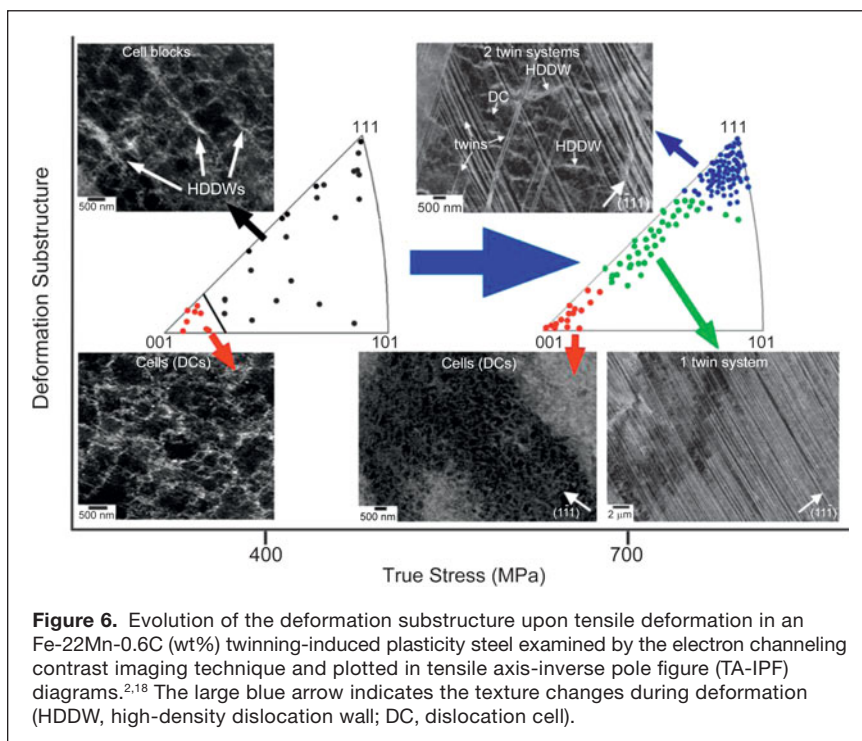 Cell blocks
HDDWs
500 nm
2 twin systems
HDDW
DC
twins
HDDW
500 nm
(111)
111
001
101
111
001
101
Cells (DCs)
500 nm
Cells (DCs)
500 nm
(111)
1 twin system
2 µm
(111)
Deformation Substructure
400
700
True Stress (MPa)
Figure 6. Evolution of the deformation substructure upon tensile deformation in an
Fe-22Mn-0.6C (wt%) twinning-induced plasticity steel examined by the electron channeling
contrast imaging technique and plotted in tensile axis-inverse pole figure (TA-IPF)
diagrams.2,18 The large blue arrow indicates the texture changes during deformation
(HDDW, high-density dislocation wall; DC, dislocation cell).